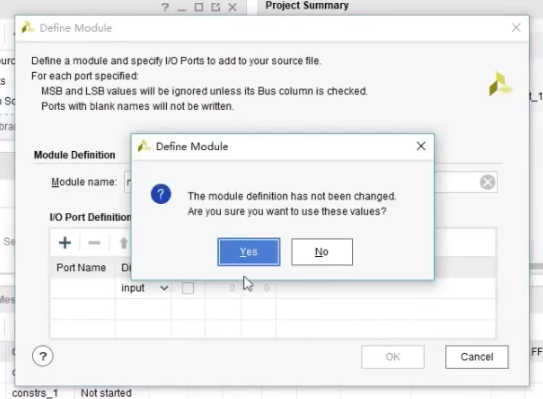 Project Summary
Define Module
Define a module and specify I/O Ports to add to your source file.
For each port specified:
MSB and LSB values will be ignored unless its Bus column is checked.
Ports with blank names will not be written.
Module Definition
Module name:
Define Module
The module definition has not been changed.
Are you sure you want to use these values?
Yes
No
I/O Port Definition
Port Name
input
0
0
?
OK
Cancel
constrs_1 Not started